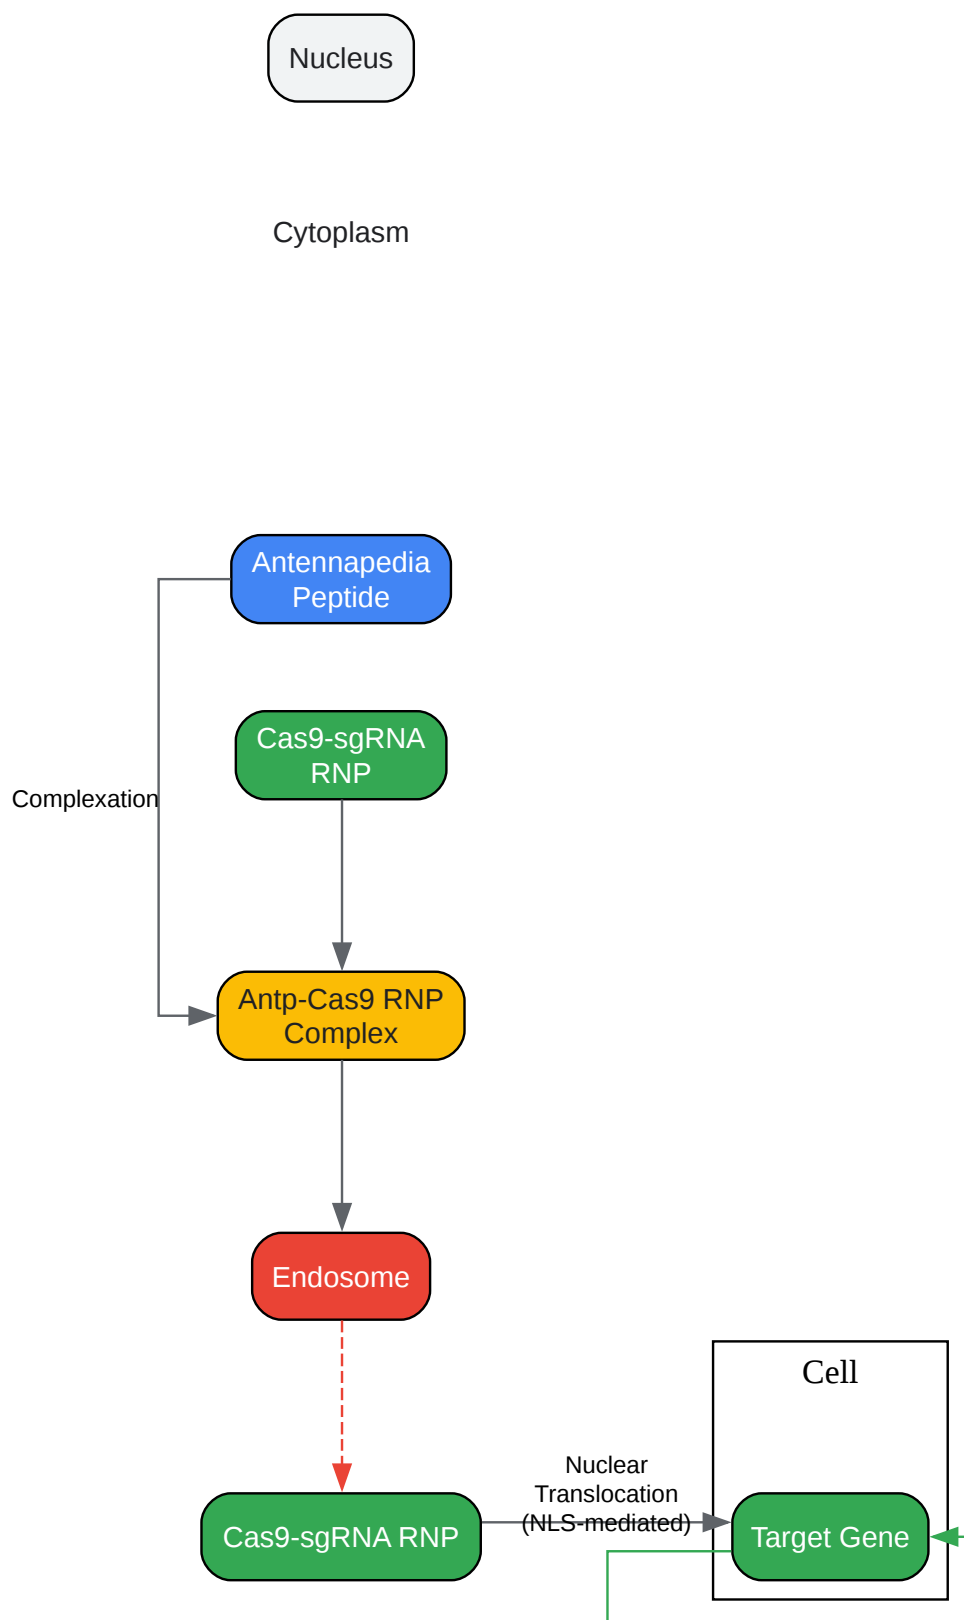 Nucleus
Cytoplasm
Antennapedia
Peptide
Cas9-sgRNA
RNP
Complexation
Antp-Cas9 RNP
Complex
Endosome
Cell
Nuclear
Translocation
(NLS-mediated)
Cas9-sgRNA RNP
Target Gene